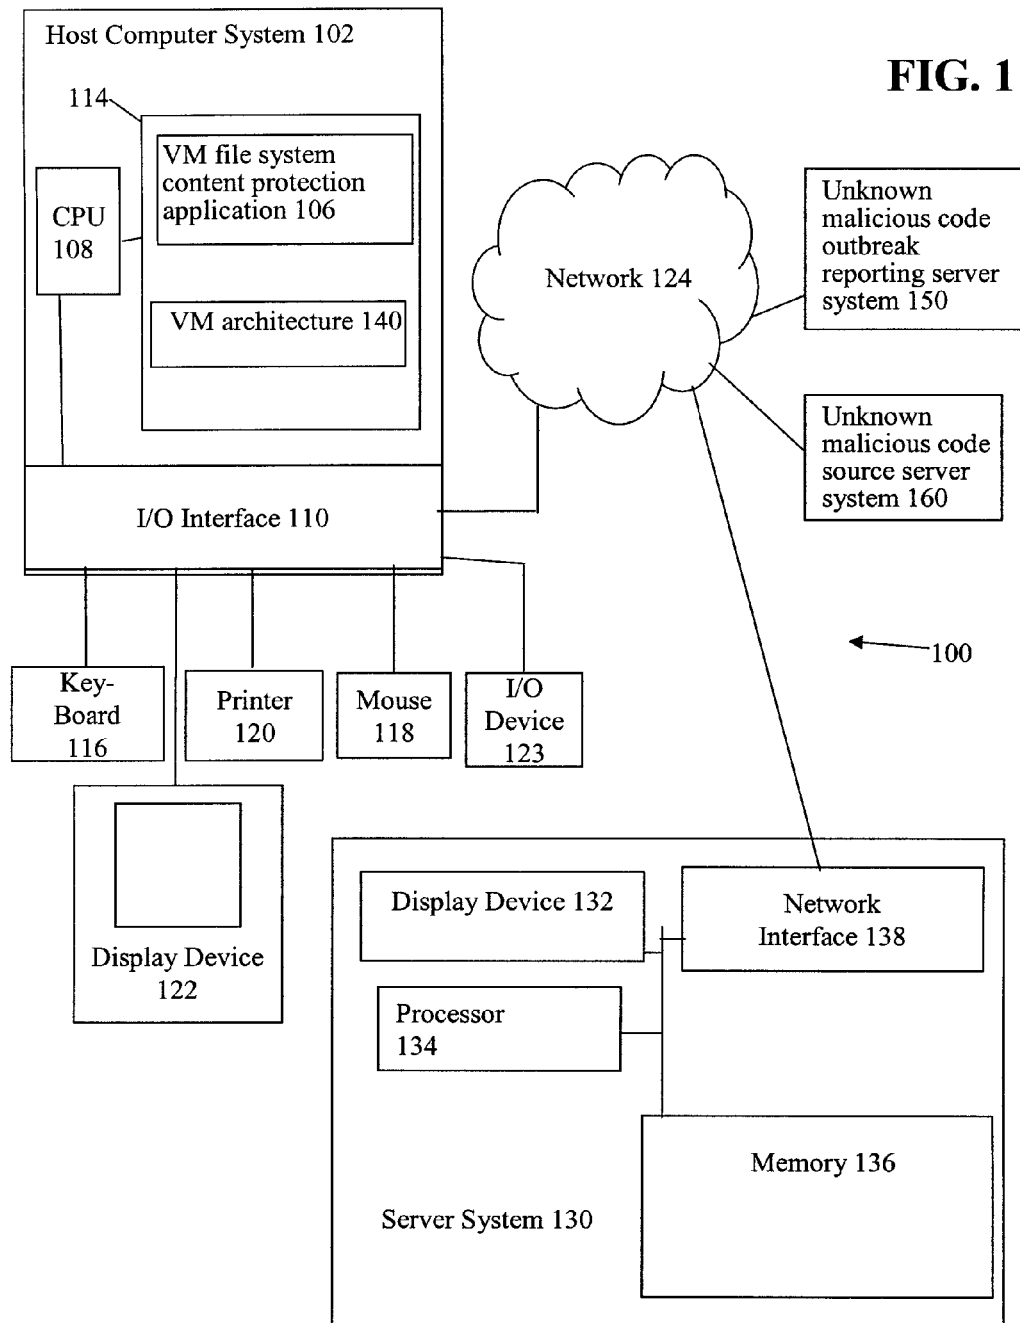 Host Computer System 102
FIG. 1
114
VM file system
content protection
application 106
CPU
108
VM architecture 140
Network 124
Unknown
malicious code
outbreak
reporting server
system 150
Unknown
malicious code
source server
system 160
I/O Interface 110
100
Key-
Board
116
Printer
120
Mouse
118
I/O
Device
123
Display Device
122
Display Device 132
Network
Interface 138
Processor
134
Memory 136
Server System 130